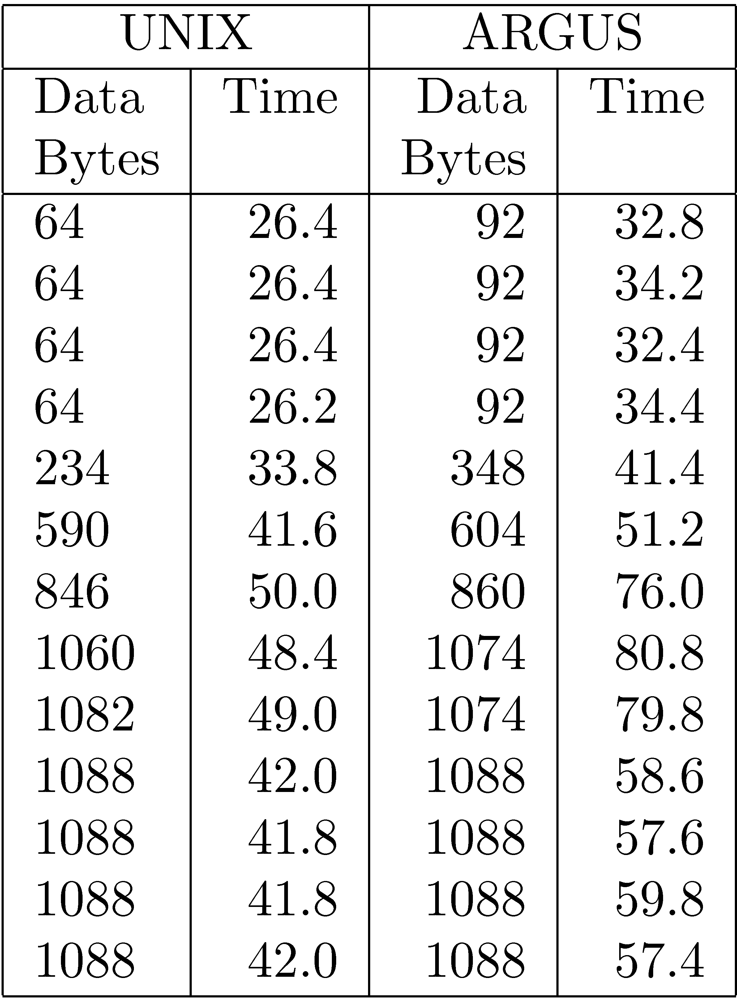 UNIX ARGUS
Data Time Data Time
Bytes Bytes
64 26.4 92 32.8
64 26.4 92 34.2
64 26.4 92 32.4
64 26.2 92 34.4
234 33.8 348 41.4
590 41.6 604 51.2
846 50.0 860 76.0
1060 48.4 1074 80.8
1082 49.0 1074 79.8
1088 42.0 1088 58.6
1088 41.8 1088 57.6
1088 41.8 1088 59.8
1088 42.0 1088 57.4